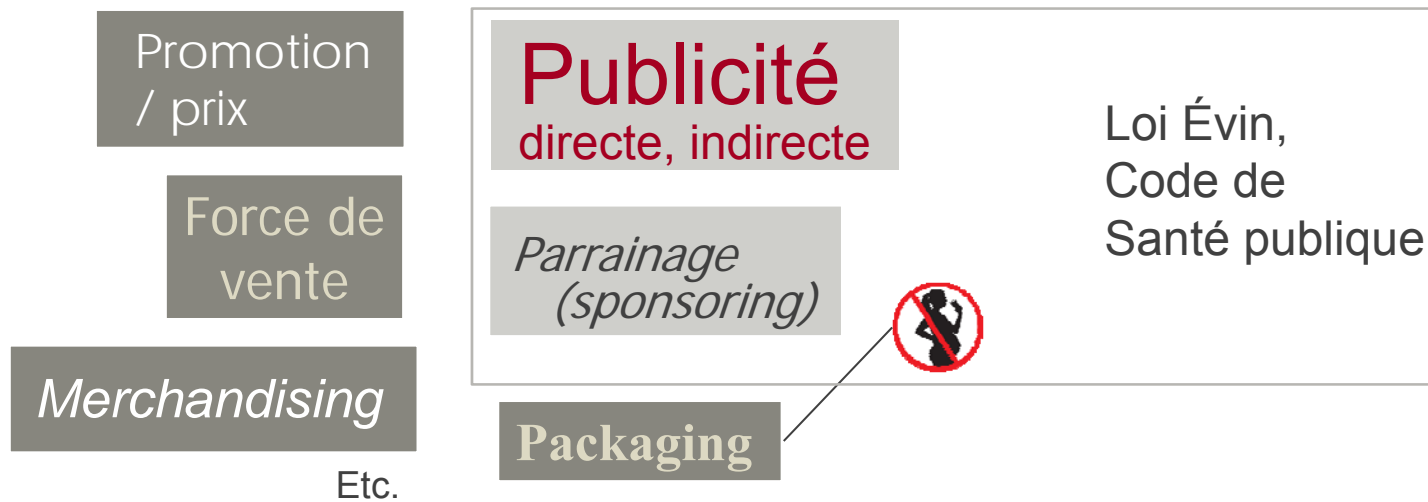 Promotion
/ prix
Force de
vente
Merchandising
Etc.
Publicité
directe, indirecte
Parrainage
(sponsoring)
Packaging
Loi Évin,
Code de
Santé publique